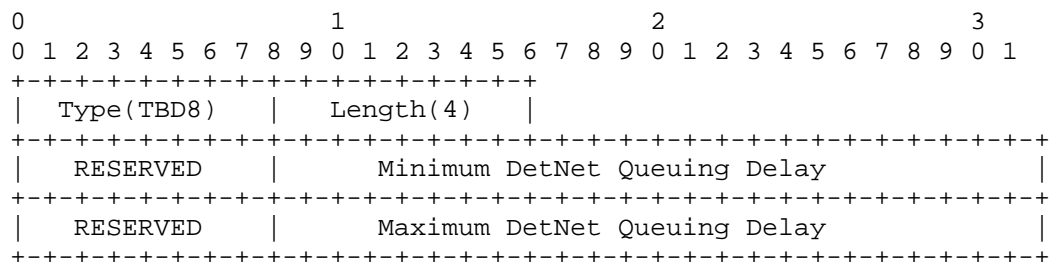 0                   1                   2                   3
0 1 2 3 4 5 6 7 8 9 0 1 2 3 4 5 6 7 8 9 0 1 2 3 4 5 6 7 8 9 0 1
+-+-+-+-+-+-+-+-+-+-+-+-+-+-+-+-+
|  Type(TBD8)   |   Length(4)   |
+-+-+-+-+-+-+-+-+-+-+-+-+-+-+-+-+-+-+-+-+-+-+-+-+-+-+-+-+-+-+-+-+
|   RESERVED    |      Minimum DetNet Queuing Delay             |
+-+-+-+-+-+-+-+-+-+-+-+-+-+-+-+-+-+-+-+-+-+-+-+-+-+-+-+-+-+-+-+-+
|   RESERVED    |      Maximum DetNet Queuing Delay             |
+-+-+-+-+-+-+-+-+-+-+-+-+-+-+-+-+-+-+-+-+-+-+-+-+-+-+-+-+-+-+-+-+